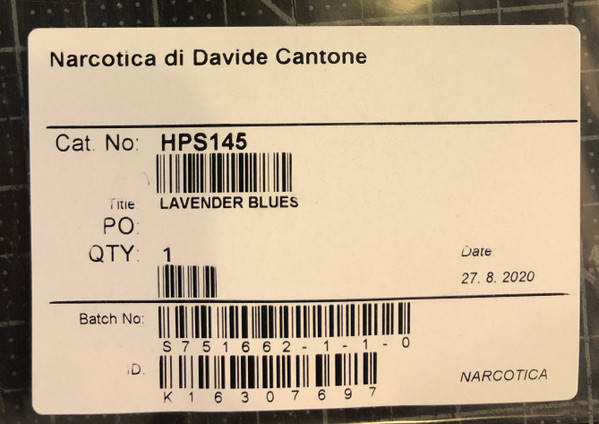 Narcotica di Davide Cantone
Cat. No: HPS145
Title LAVENDER BLUES
PO:
QTY: 1
Date
27. 8. 2020
Batch No:
S751662-1-1-0
ID.
K16307697
NARCOTICA